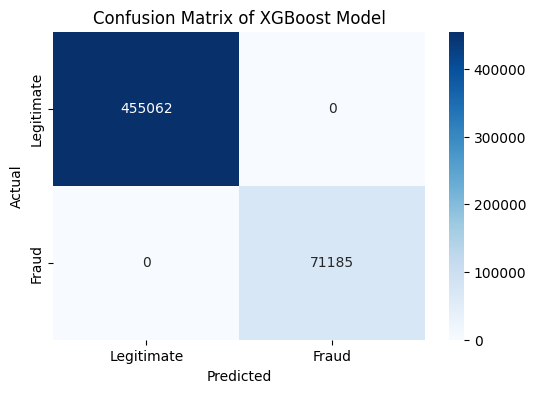 Confusion Matrix of XGBoost Model
Actual
Legitimate
455062
0
Fraud
0
71185
Legitimate
Fraud
Predicted
400000
300000
200000
100000
0